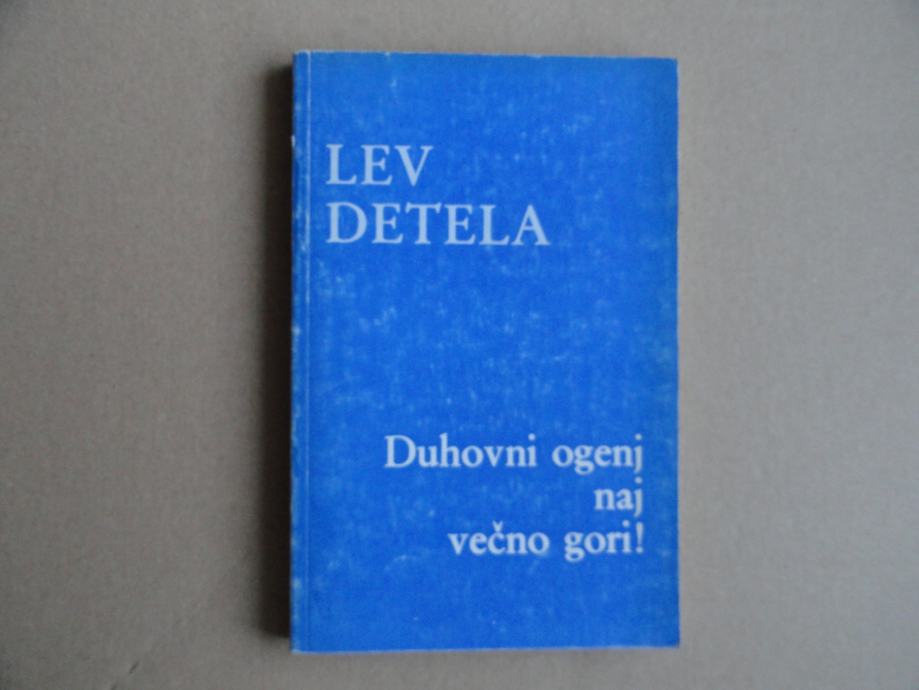 LEV
DETELA
Duhovni ogenj
naj
večno gori!